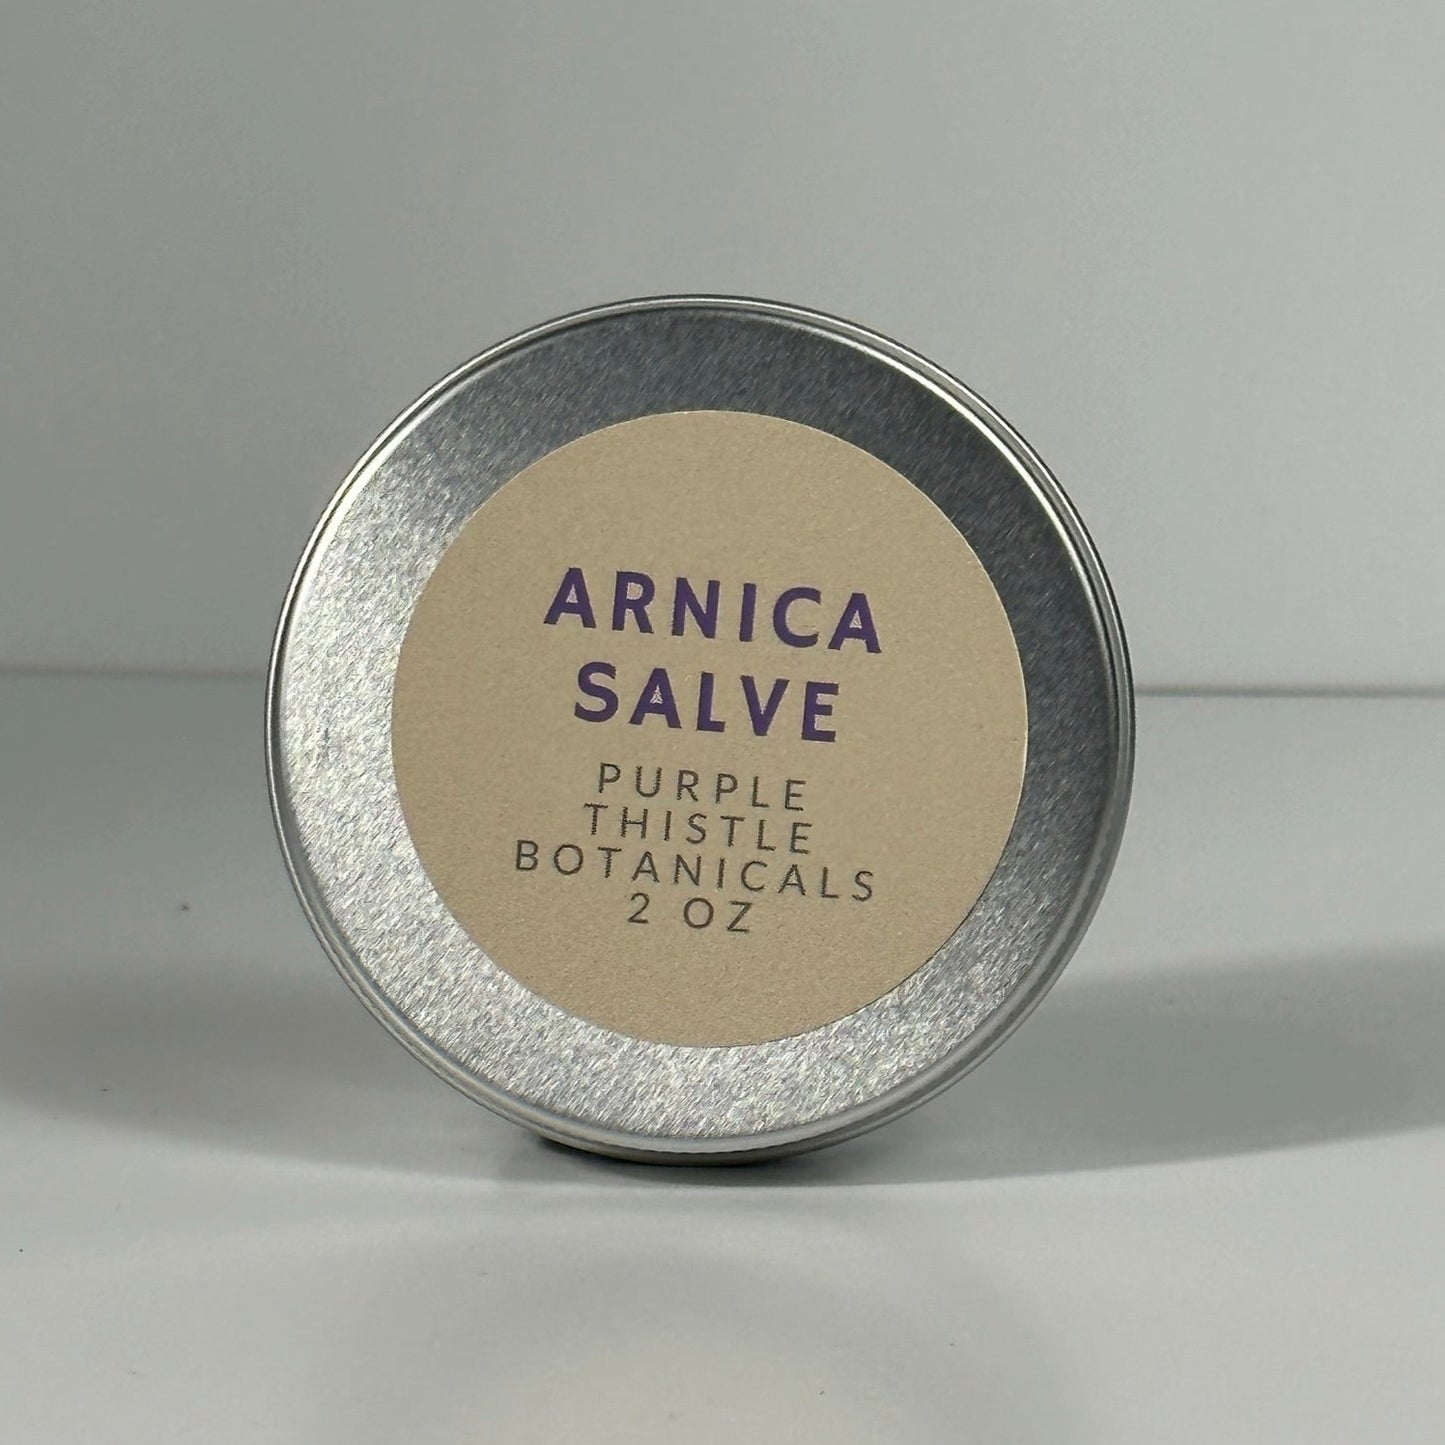 ARNICA
SALVE
PURPLE
THISTLE
BOTANICALS
2 OZ